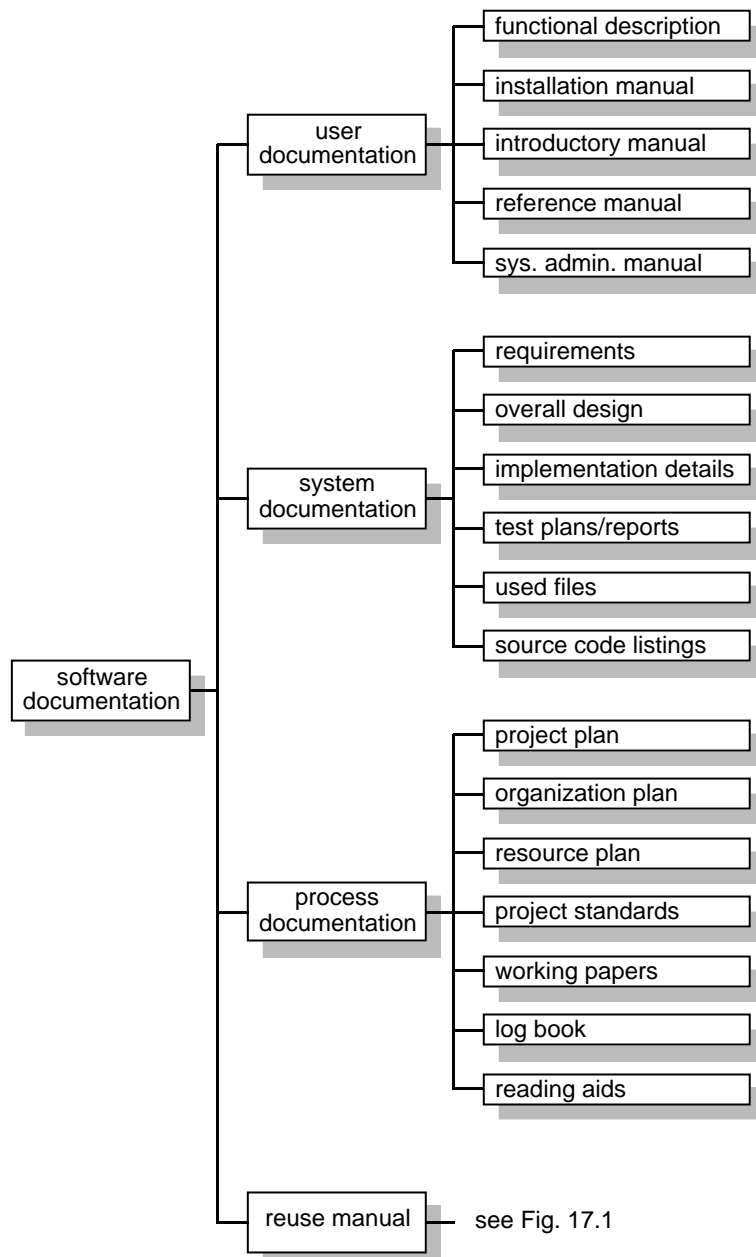 functional description
installation manual
user
documentation
introductory manual
reference manual
sys. admin. manual
requirements
overall design
system
documentation
implementation details
test plans/reports
used files
source code listings
software
documentation
project plan
organization plan
resource plan
process
documentation
project standards
working papers
log book
reading aids
reuse manual
see Fig. 17.1